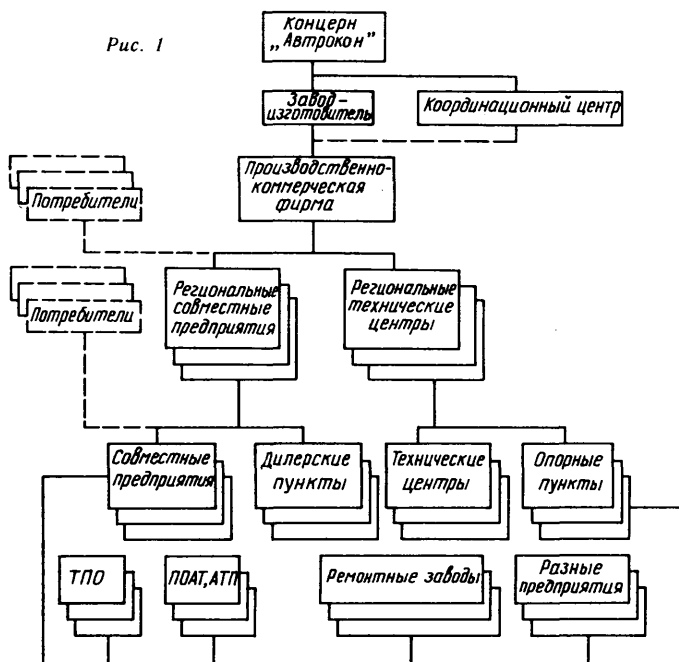 Рис. 1
Концерн
„Автрокон”
Завод-
изготовитель
Координационный центр
Производственно-
коммерческая
фирма
Потребители
Региональные
совместные
предприятия
Региональные
технические
центры
Потребители
Совместные
предприятия
Дилерские
пункты
Технические
центры
Опорные
пункты
ТПО
ПОАТ, АТП
Ремонтные заводы
Разные
предприятия